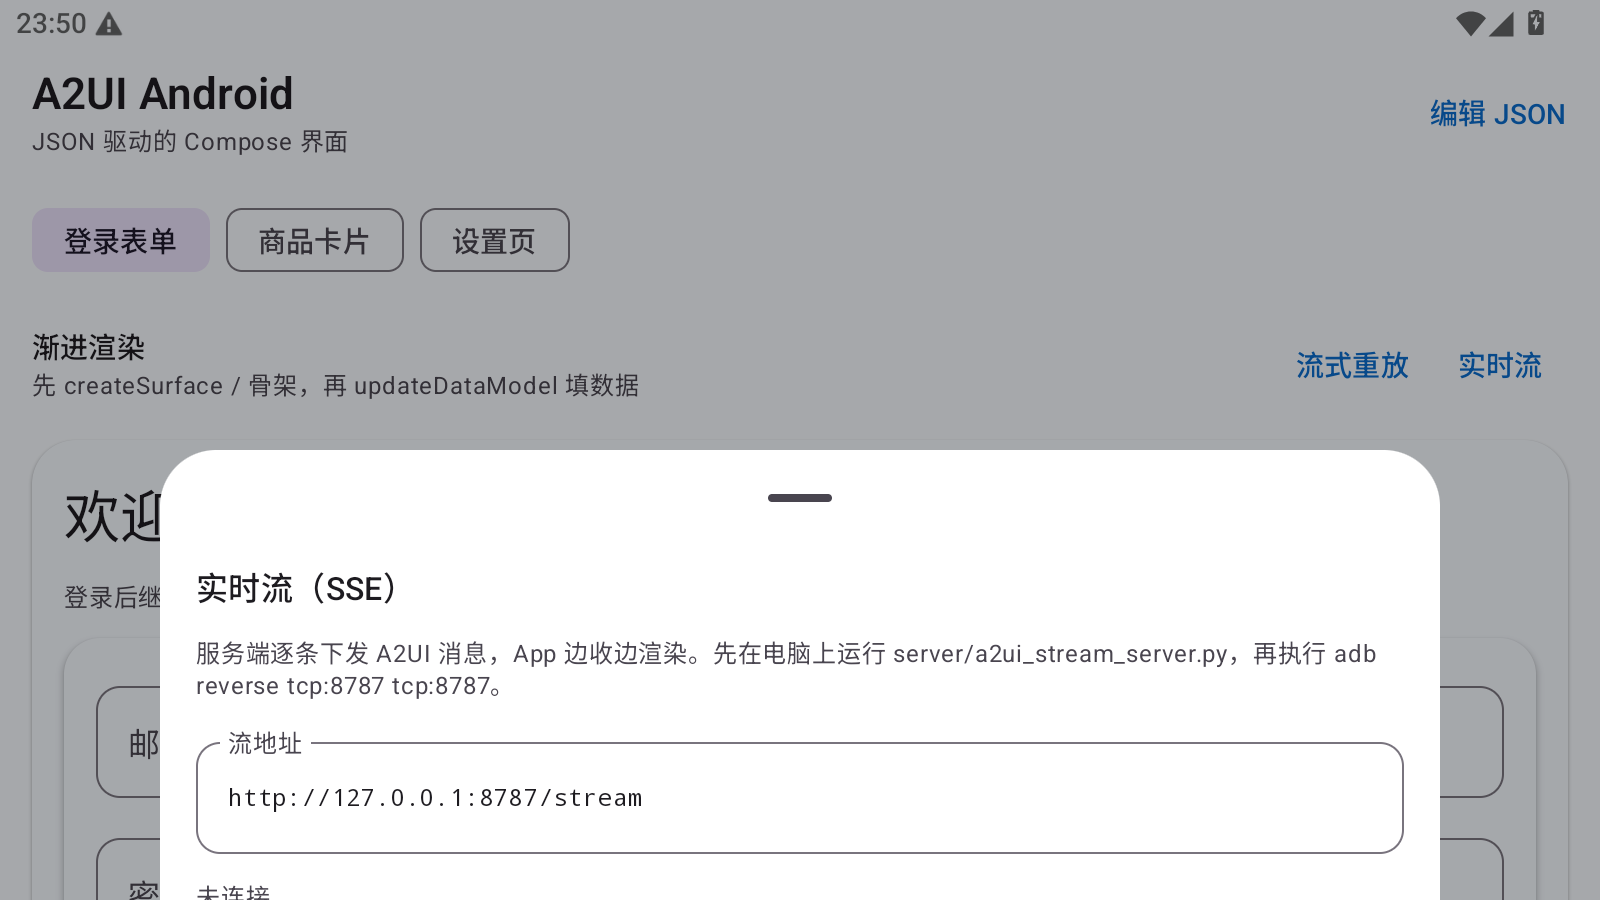 23:50
A2UI Android
JSON 驱动的 Compose 界面
编辑 JSON
登录表单
商品卡片
设置页
渐进渲染
先 createSurface / 骨架，再 updateDataModel 填数据
流式重放
实时流
欢迎
登录后继
实时流（SSE）
服务端逐条下发 A2UI 消息，App 边收边渲染。先在电脑上运行 server/a2ui_stream_server.py，再执行 adb
reverse tcp:8787 tcp:8787。
邮
流地址
http://127.0.0.1:8787/stream
密
未连接